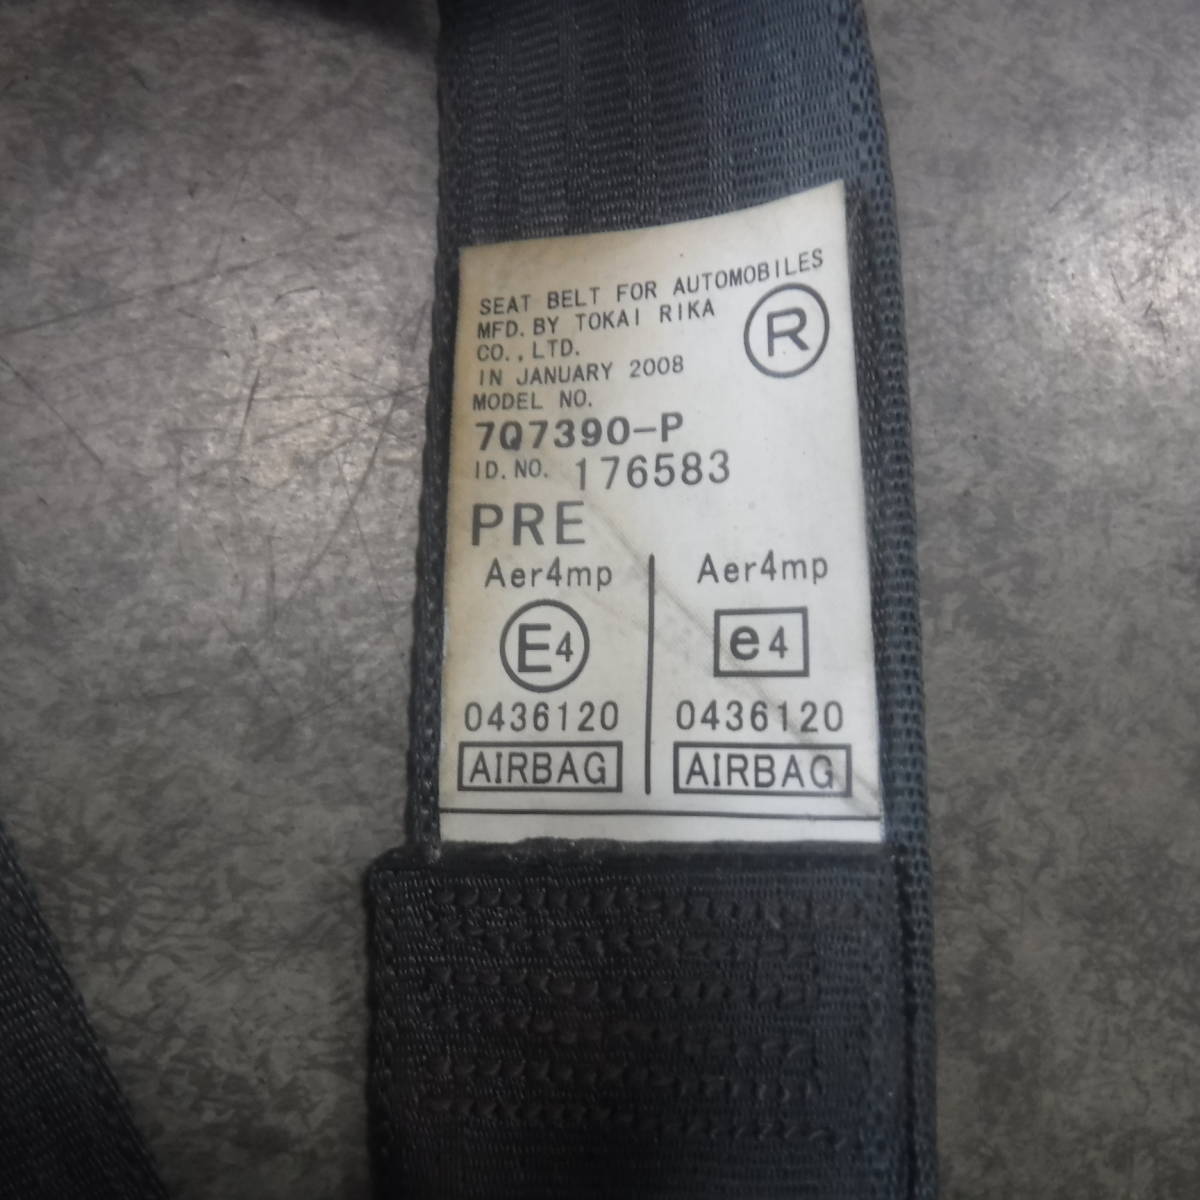 SEAT BELT FOR AUTOMOBILES
MFD. BY TOKAI RIKA
CO., LTD.
IN JANUARY 2008
R
MODEL NO.
7Q7390-P
ID. NO. 176583
PRE
Aer4mp Aer4mp
E4 e4
0436120 0436120
AIRBAG AIRBAG